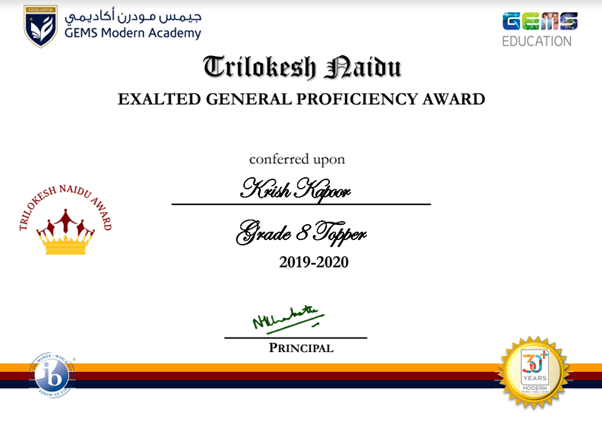 جيمس مودرن أكاديمي
GEMS Modern Academy
GEMS
EDUCATION
Trilokesh Naidu
EXALTED GENERAL PROFICIENCY AWARD
conferred upon
Krish Kapoor
TRILOKESH NAIDU AWARD
Grade 8 Topper
2019-2020
PRINCIPAL
ib
30+
YEARS
MODERN